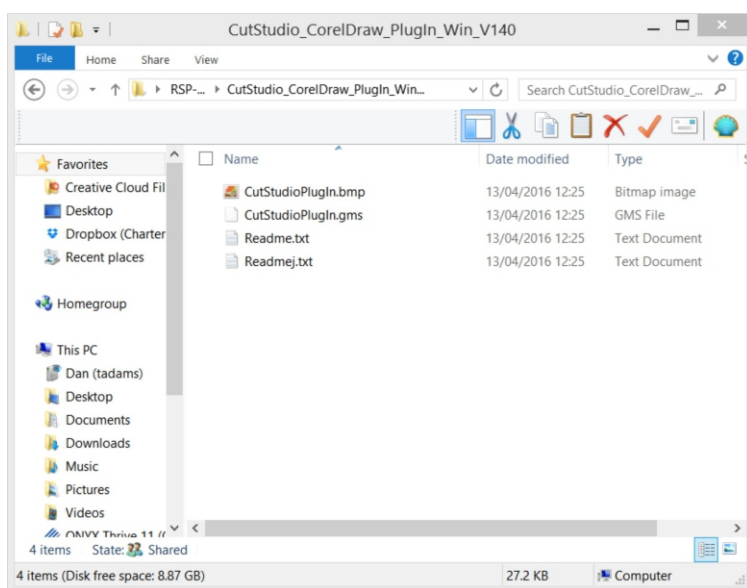 CutStudio_CorelDraw_PlugIn_Win_V140
File Home Share View
RSP-... CutStudio_CorelDraw_PlugIn_Win... Search CutStudio_CorelDraw_...
Favorites
Creative Cloud Fil
Desktop
Dropbox (Charter
Recent places
Homegroup
This PC
Dan (tadams)
Desktop
Documents
Downloads
Music
Pictures
Videos
ONYX Thrive 11 ((
Name Date modified Type
CutStudioPlugIn.bmp 13/04/2016 12:25 Bitmap image
CutStudioPlugIn.gms 13/04/2016 12:25 GMS File
Readme.txt 13/04/2016 12:25 Text Document
Readmej.txt 13/04/2016 12:25 Text Document
4 items State: Shared
4 items (Disk free space: 8.87 GB) 27.2 KB Computer